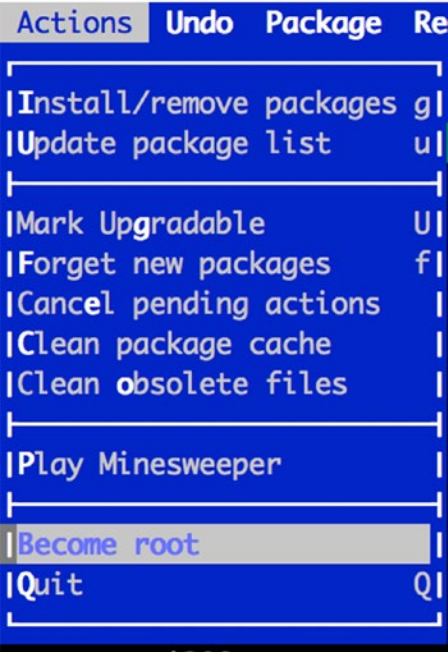 Actions Undo Package Re
Install/remove packages g
Update package list u
Mark Upgradable U
Forget new packages f
Cancel pending actions
Clean package cache
Clean obsolete files
Play Minesweeper
Become root
Quit Q